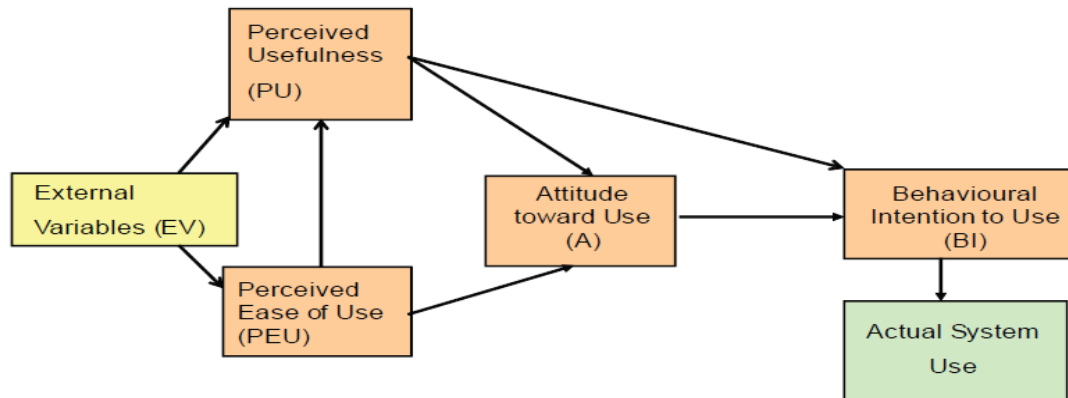 Perceived
Usefulness
(PU)
External
Variables (EV)
Perceived
Ease of Use
(PEU)
Attitude
toward Use
(A)
Behavioural
Intention to Use
(BI)
Actual System
Use